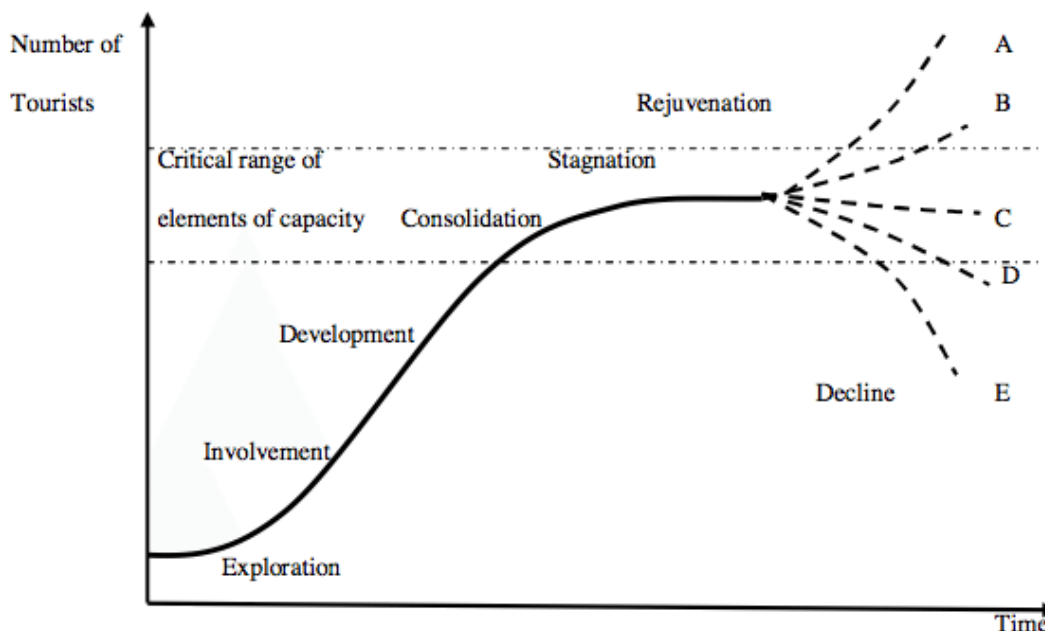 Number of
Tourists
A
Rejuvenation
B
Critical range of
Stagnation
elements of capacity
Consolidation
C
D
Development
Decline
E
Involvement
Exploration
Time